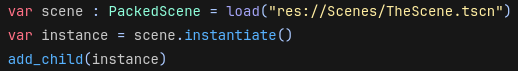 var scene : PackedScene = load("res://Scenes/TheScene.tscn")
var instance = scene.instantiate()
add_child(instance)